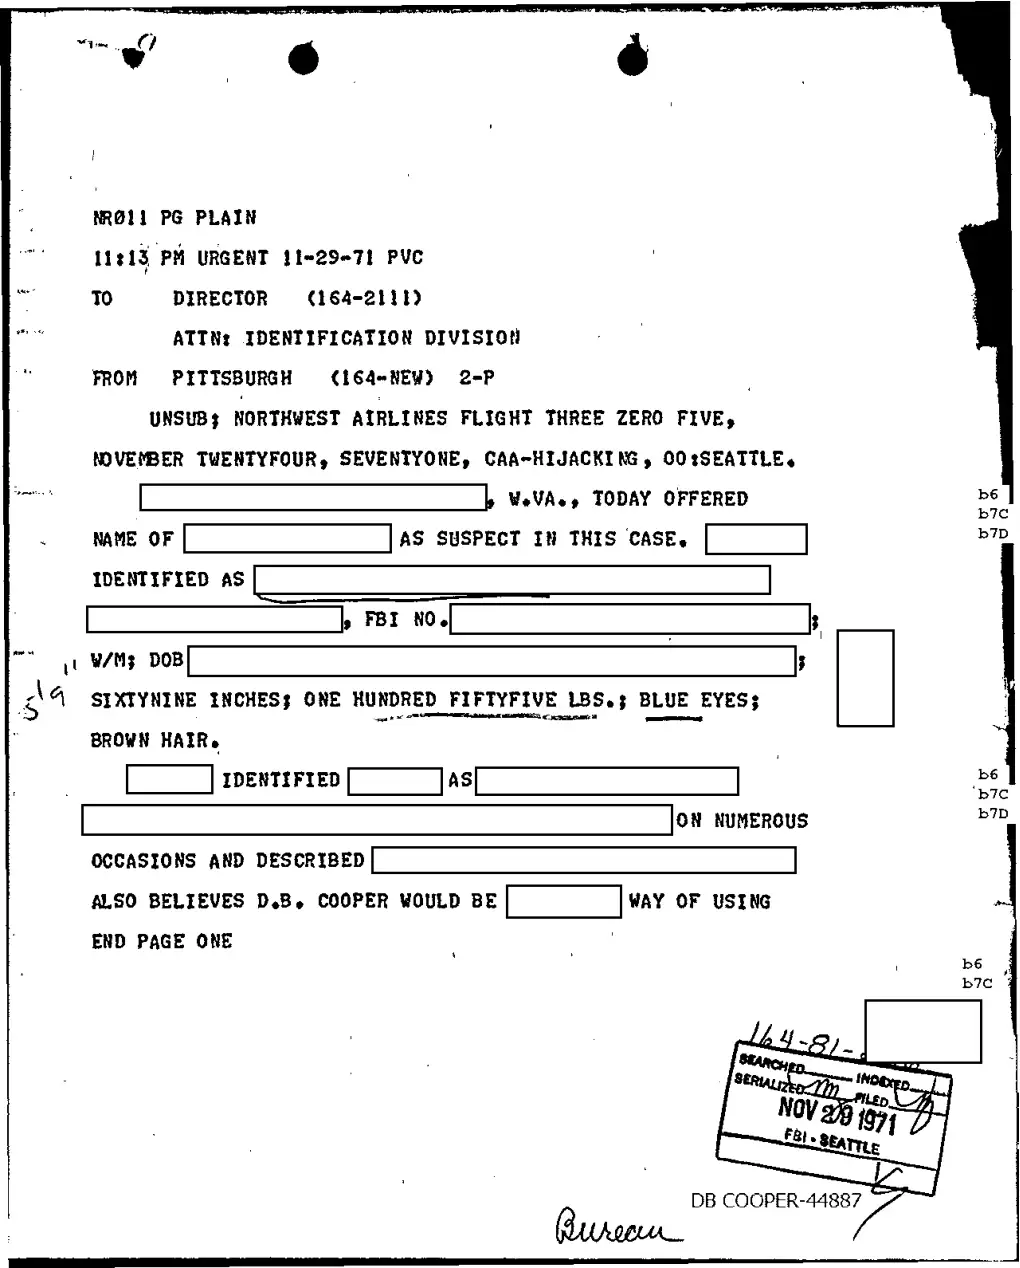 NR011 PG PLAIN
11:13 PM URGENT 11-29-71 PVC
TO DIRECTOR (164-2111)
ATTN: IDENTIFICATION DIVISION
FROM PITTSBURGH (164-NEW) 2-P
UNSUB; NORTHWEST AIRLINES FLIGHT THREE ZERO FIVE,
NOVEMBER TWENTYFOUR, SEVENTYONE, CAA-HIJACKING, OO:SEATTLE.
, W.VA., TODAY OFFERED
b6
b7C
b7D
NAME OF AS SUSPECT IN THIS CASE.
IDENTIFIED AS
, FBI NO. ;
W/M; DOB ;
5'9"
SIXTYNINE INCHES; ONE HUNDRED FIFTYFIVE LBS.; BLUE EYES;
BROWN HAIR.
IDENTIFIED AS
b6
b7C
b7D
ON NUMEROUS
OCCASIONS AND DESCRIBED
ALSO BELIEVES D.B. COOPER WOULD BE WAY OF USING
END PAGE ONE
b6
b7C
164-81-
SEARCHED INDEXED
SERIALIZED FILED
NOV 29 1971
FBI - SEATTLE
DB COOPER-44887
Bureau